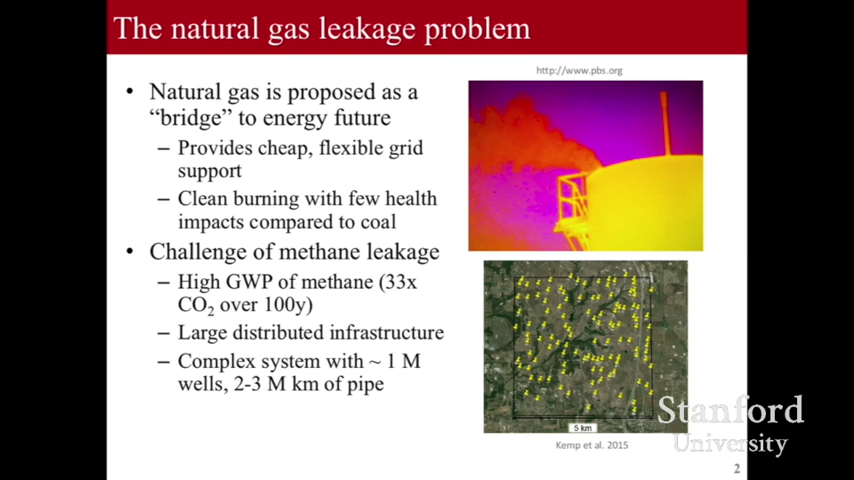 The natural gas leakage problem
http://www.pbs.org
• Natural gas is proposed as a
“bridge” to energy future
– Provides cheap, flexible grid
support
– Clean burning with few health
impacts compared to coal
• Challenge of methane leakage
– High GWP of methane (33x
CO₂ over 100y)
– Large distributed infrastructure
– Complex system with ~ 1 M
wells, 2-3 M km of pipe
5 km
Kemp et al. 2015
Stanford
University
2